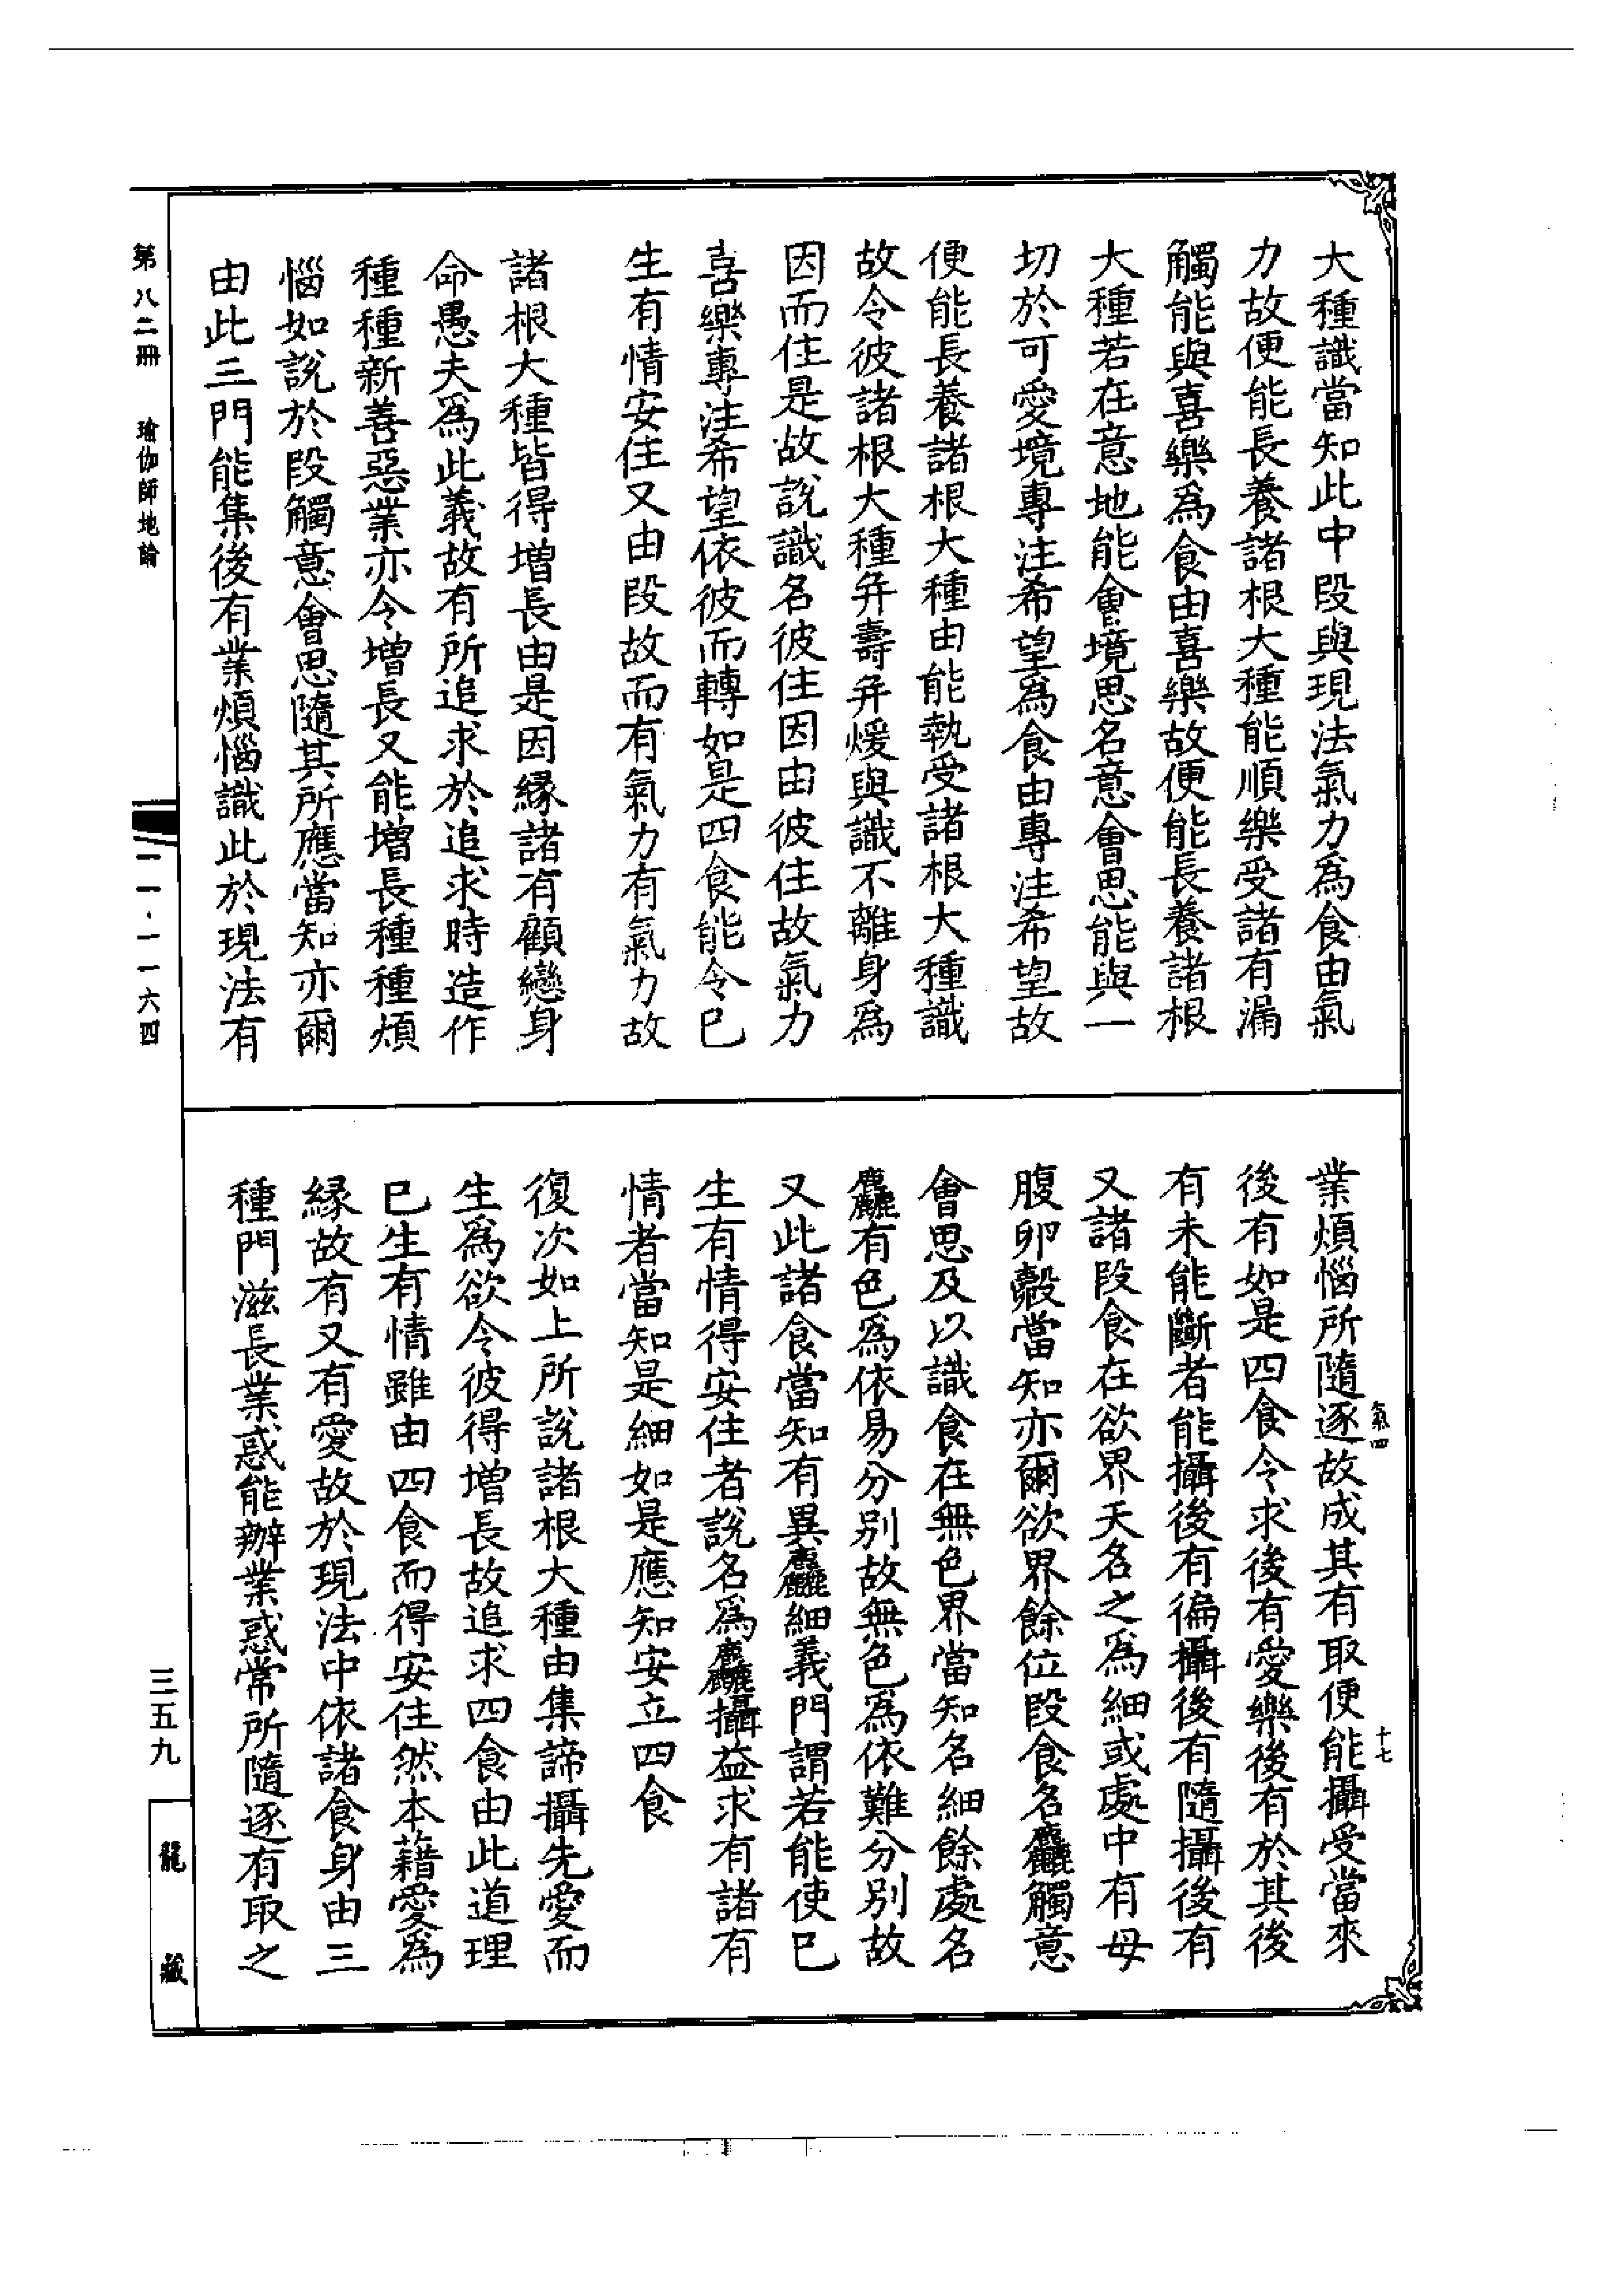 大種識當知此中段與現法氣力爲食由氣
力故便能長養諸根大種能順樂受諸有漏
觸能與喜樂爲食由喜樂故便能長養諸根
大種若在意地能會境思名意會思能與一
切於可愛境專注希望爲食由專注希望故
便能長養諸根大種由能執受諸根大種識
故令彼諸根大種幷壽幷煖與識不離身爲
因而住是故說識名彼住因由彼住故氣力
喜樂專注希望依彼而轉如是四食能令已
生有情安住又由段故而有氣力有氣力故
諸根大種皆得增長由是因緣諸有顧戀身
命愚夫爲此義故有所追求於追求時造作
種種新善惡業亦令增長又能增長種種煩
惱如說於段觸意會思隨其所應當知亦爾
由此三門能集後有業煩惱識此於現法有
業煩惱所隨逐故成其有取便能攝受當來
後有如是四食令求後有愛樂後有於其後
有未能斷者能攝後有徧攝後有隨攝後有
又諸段食在欲界天名之爲細或處中有母
腹卵㲉當知亦爾欲界餘位段食名麤觸意
會思及以識食在無色界當知名細餘處名
麤有色爲依易分別故無色爲依難分別故
又此諸食當知有異麤細義門謂若能使已
生有情得安住者說名爲麤攝益求有諸有
情者當知是細如是應知安立四食
復次如上所說諸根大種由集諦攝先愛而
生爲欲令彼得增長故追求四食由此道理
已生有情雖由四食而得安住然本藉愛爲
緣故有又有愛故於現法中依諸食身由三
種門滋長業惑能辦業惑常所隨逐有取之
氣四
十七
第八二冊 瑜伽師地論
一一·一一六四
三五九
龍藏